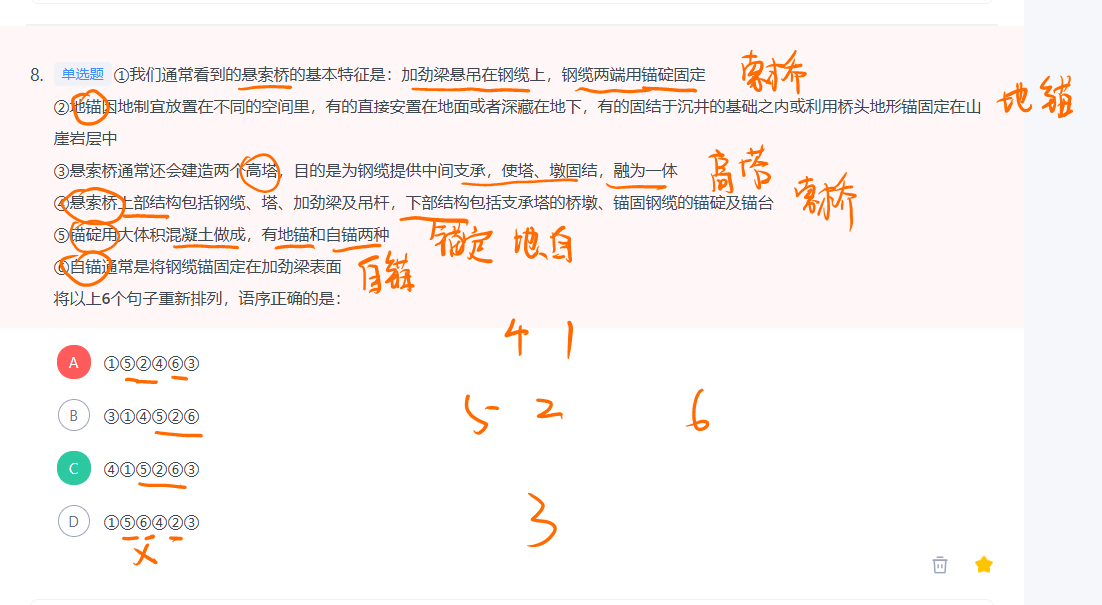 8. 单选题 ①我们通常看到的悬索桥的基本特征是：加劲梁悬吊在钢缆上，钢缆两端用锚碇固定 索桥
②地锚因地制宜放置在不同的空间里，有的直接安置在地面或者深藏在地下，有的固结于沉井的基础之内或利用桥头地形锚固定在山 地锚
崖岩层中
③悬索桥通常还会建造两个高塔，目的是为钢缆提供中间支承，使塔、墩固结，融为一体 高塔
④悬索桥上部结构包括钢缆、塔、加劲梁及吊杆，下部结构包括支承塔的桥墩、锚固钢缆的锚碇及锚台 索桥
⑤锚碇用大体积混凝土做成，有地锚和自锚两种 锚定 地自
⑥自锚通常是将钢缆锚固定在加劲梁表面 自锚
将以上6个句子重新排列，语序正确的是：
4 1
A ①⑤②④⑥③
B ③①④⑤②⑥
5 2 6
C ④①⑤②⑥③
D ①⑤⑥④②③
3
x